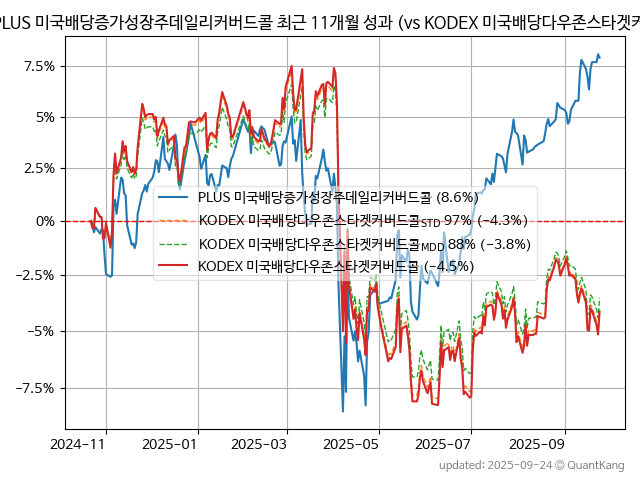 PLUS 미국배당증가성장주데일리커버드콜 최근 11개월 성과 (vs KODEX 미국배당다우존스타겟커
7.5%
5%
2.5%
0%
−2.5%
−5%
−7.5%
PLUS 미국배당증가성장주데일리커버드콜 (8.6%)
KODEX 미국배당다우존스타겟커버드콜STD 97% (−4.3%)
KODEX 미국배당다우존스타겟커버드콜MDD 88% (−3.8%)
KODEX 미국배당다우존스타겟커버드콜 (−4.5%)
2024-11 2025-01 2025-03 2025-05 2025-07 2025-09
updated: 2025-09-24 © QuantKang